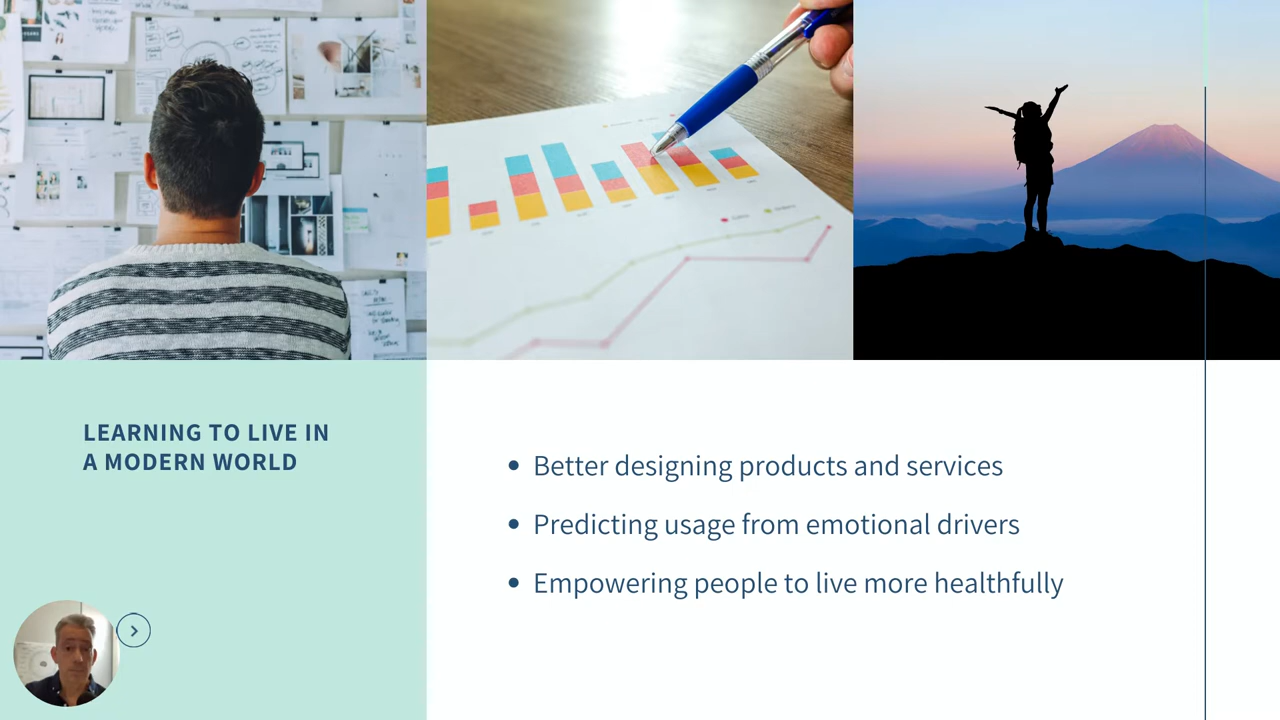 LEARNING TO LIVE IN
A MODERN WORLD
• Better designing products and services
• Predicting usage from emotional drivers
• Empowering people to live more healthfully